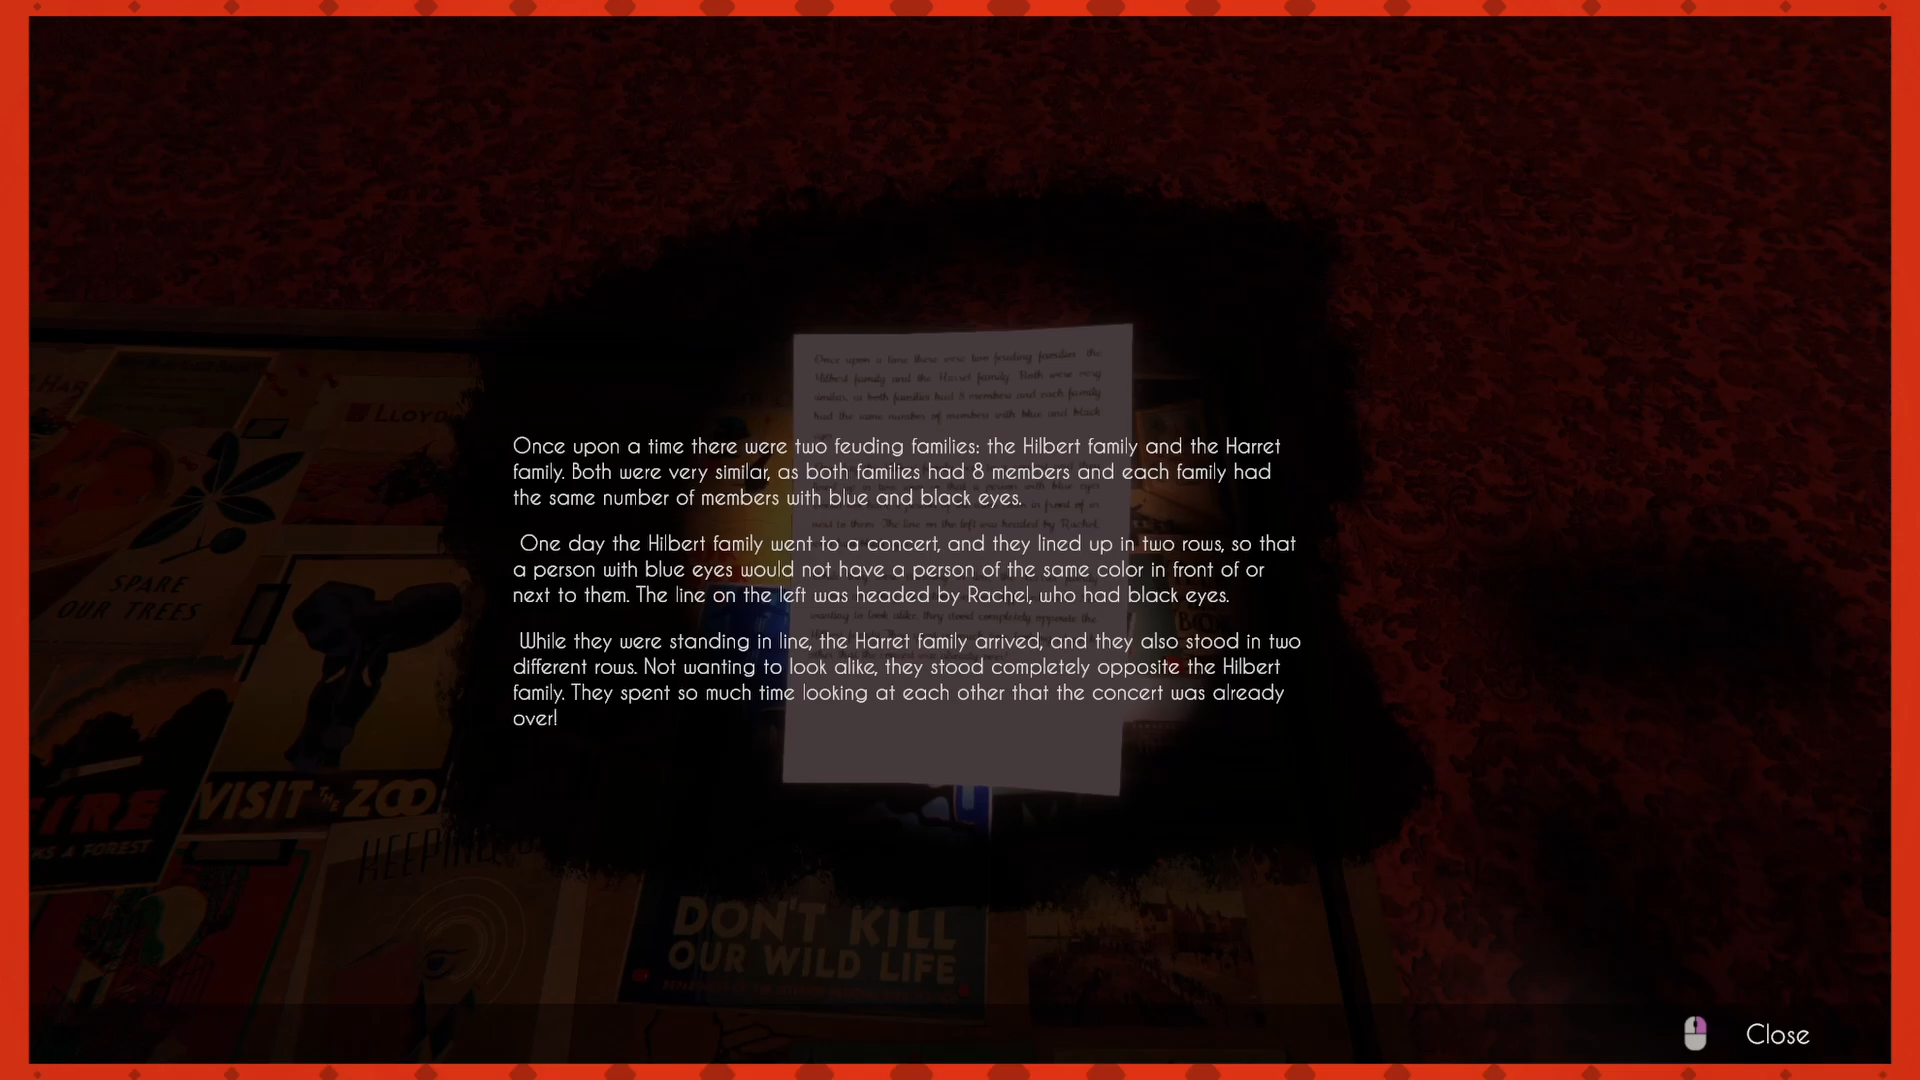 Once upon a time there were two feuding families: the Hilbert family and the Harret
family. Both were very similar, as both families had 8 members and each family had
the same number of members with blue and black eyes.
One day the Hilbert family went to a concert, and they lined up in two rows, so that
a person with blue eyes would not have a person of the same color in front of or
next to them. The line on the left was headed by Rachel, who had black eyes.
While they were standing in line, the Harret family arrived, and they also stood in two
different rows. Not wanting to look alike, they stood completely opposite the Hilbert
family. They spent so much time looking at each other that the concert was already
over!
LLOYD
SPARE
OUR TREES
VISIT THE ZOO
KS A FOREST
KEEPING
DON'T KILL
OUR WILD LIFE
Close